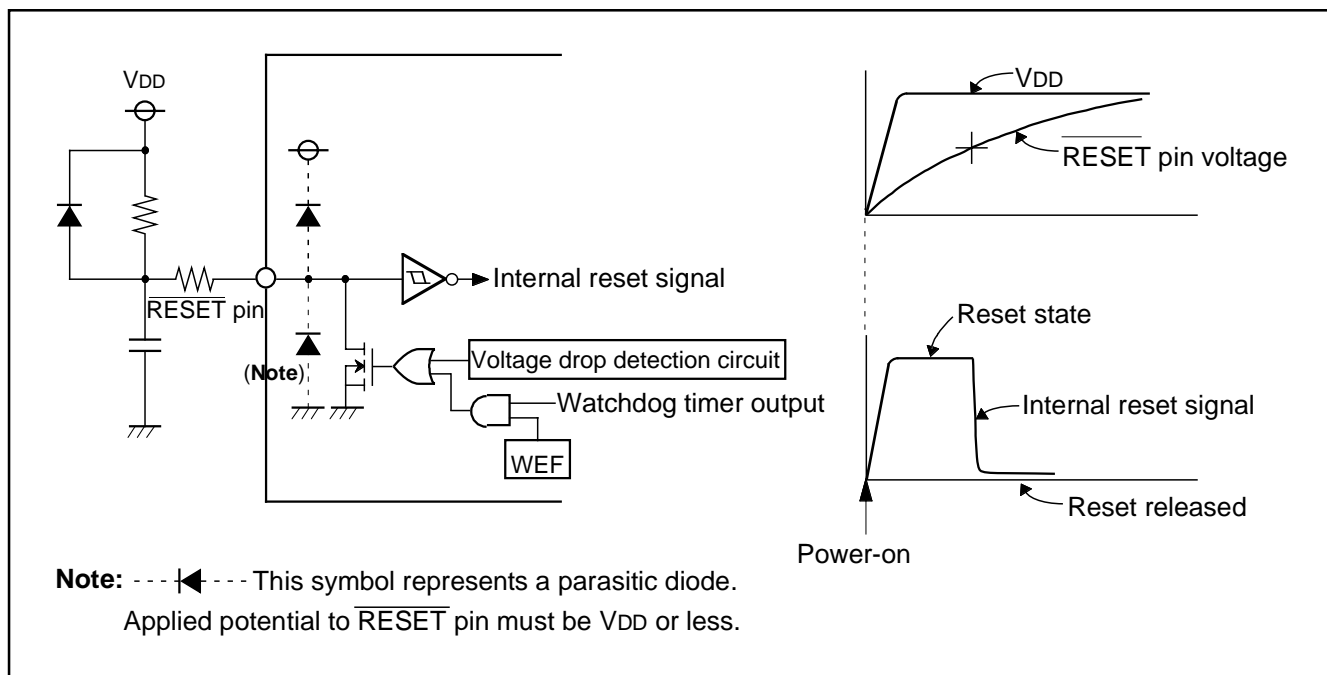 VDD
RESET pin
(Note)
Internal reset signal
Voltage drop detection circuit
Watchdog timer output
WEF
VDD
RESET pin voltage
Reset state
Internal reset signal
Reset released
Power-on
Note: This symbol represents a parasitic diode.
Applied potential to RESET pin must be VDD or less.